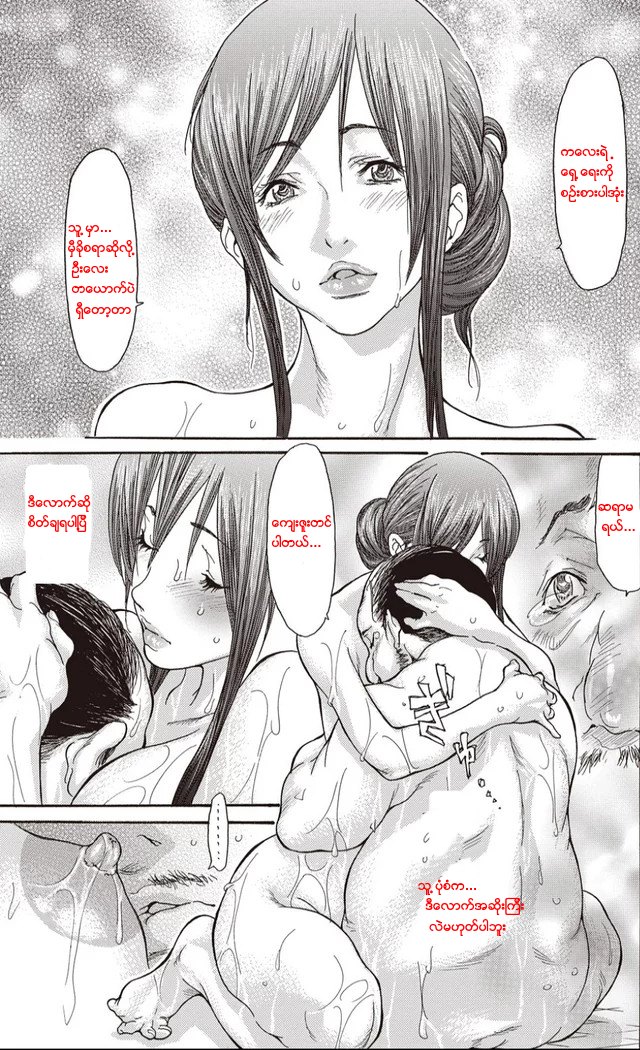 ကလေးရဲ့
ရှေ့ရေးကို
စဉ်းစားပါအုံး
သူ့မှာ...
မှီခိုစရာဆိုလို့
ဦးလေး
တယောက်ပဲ
ရှိတော့တာ
ဆရာမ
ရယ်...
ကျေးဇူးတင်
ပါတယ်...
ဒီလောက်ဆို
စိတ်ချရပါပြီ
ギュ
သူ့ပုံစံက...
ဒီလောက်အဆိုးကြီး
လဲမဟုတ်ပါဘူး
......